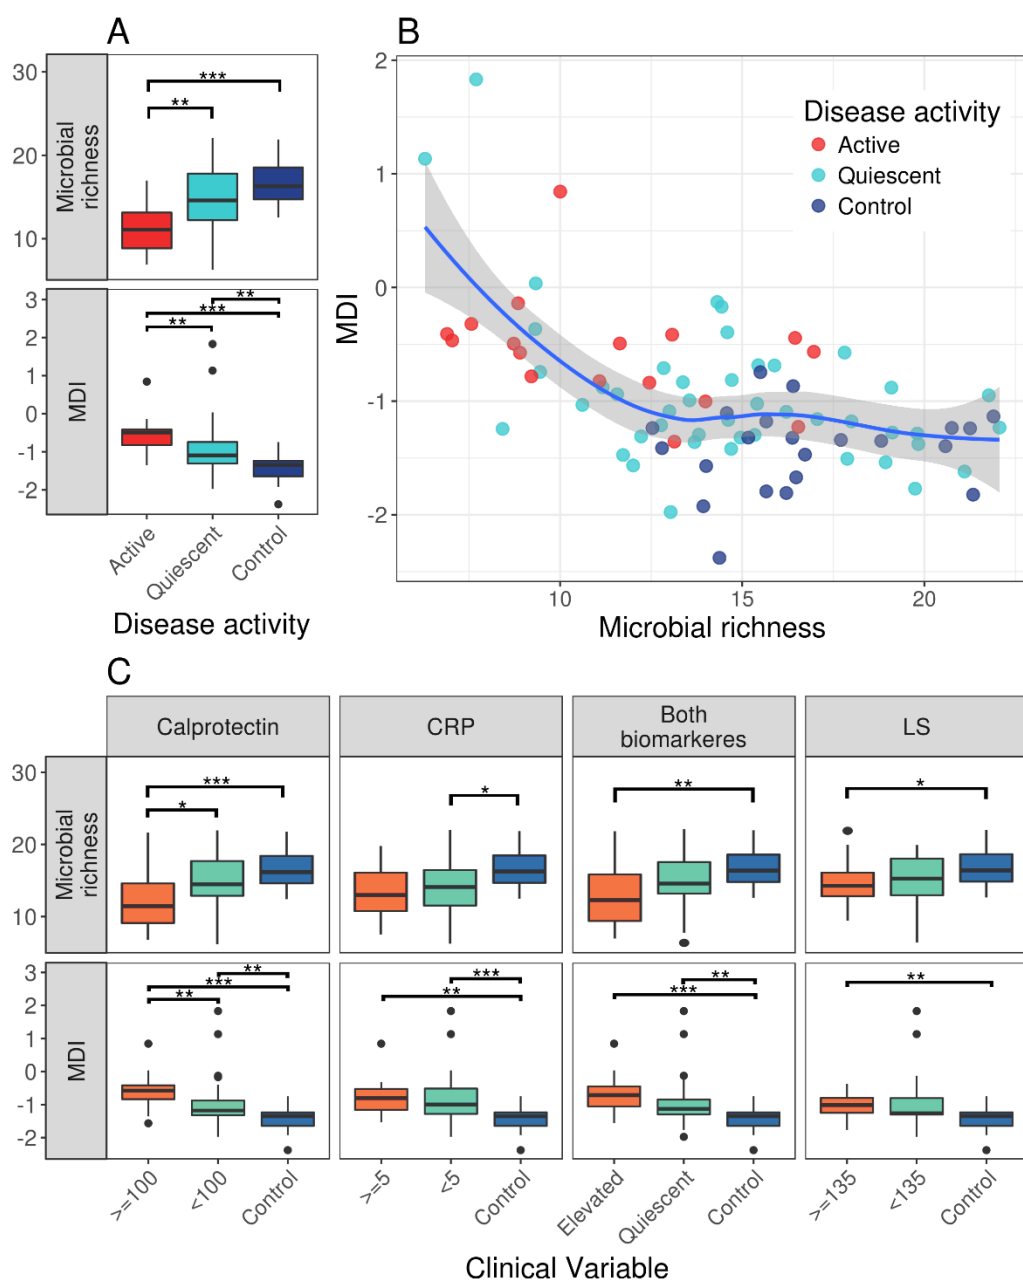 A
Microbial
richness
30
20
10
***
**
MDI
3
2
1
0
-1
-2
**
***
**
Active
Quiescent
Control
Disease activity
B
MDI
2
1
0
-1
-2
Disease activity
Active
Quiescent
Control
10
15
20
Microbial richness
C
Calprotectin
CRP
Both
biomarkeres
LS
Microbial
richness
30
20
10
***
*
*
**
*
MDI
3
2
1
0
-1
-2
**
***
**
***
**
**
***
**
>=100
<100
Control
>=5
<5
Control
Elevated
Quiescent
Control
>=135
<135
Control
Clinical Variable